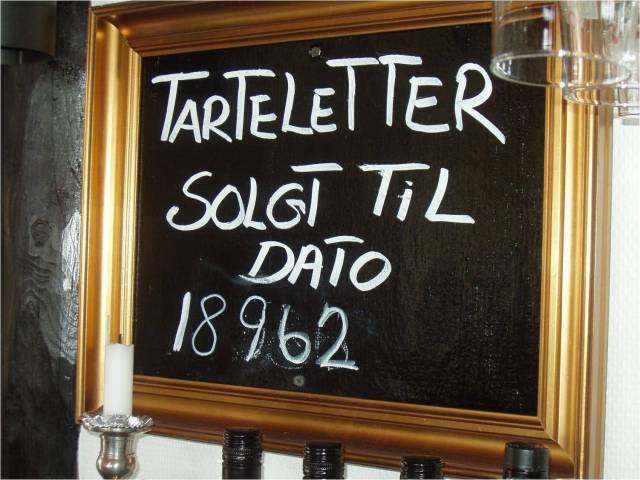 TARTELETTER
SOLGT TiL
DATO
18962